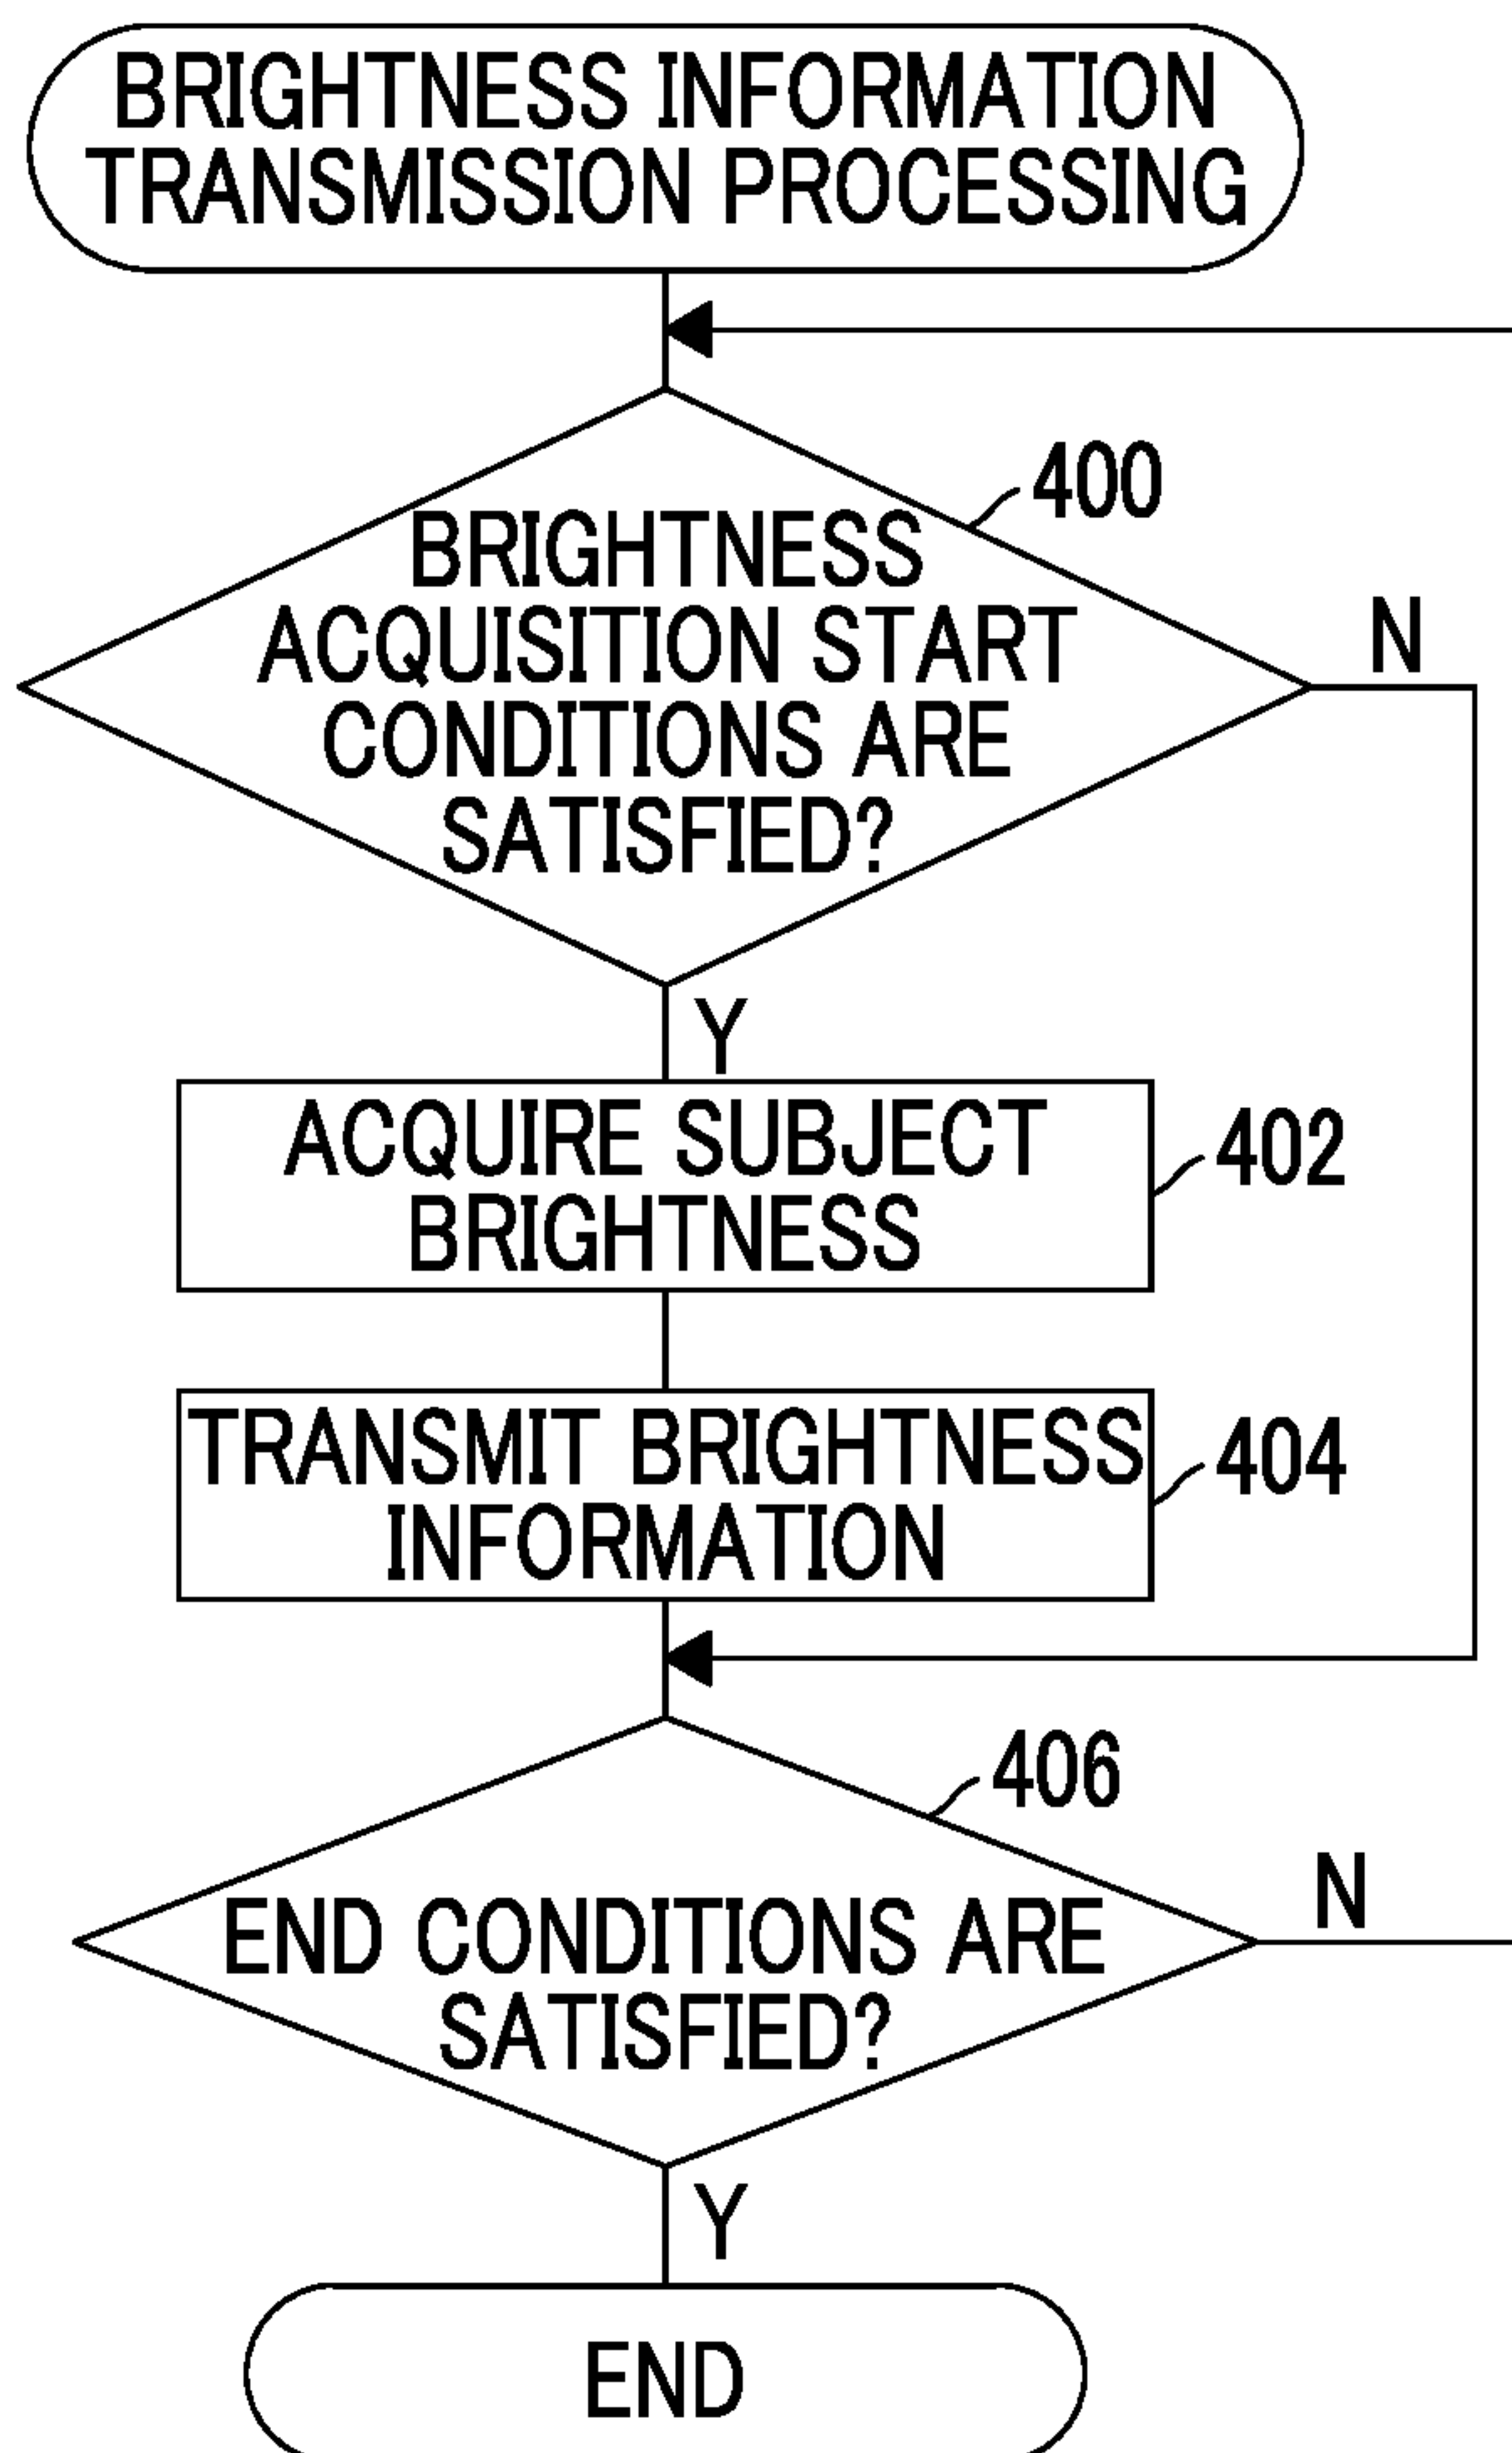 BRIGHTNESS INFORMATION
TRANSMISSION PROCESSING
400
BRIGHTNESS
ACQUISITION START
CONDITIONS ARE
SATISFIED?
N
Y
ACQUIRE SUBJECT
BRIGHTNESS
402
TRANSMIT BRIGHTNESS
INFORMATION
404
406
END CONDITIONS ARE
SATISFIED?
N
Y
END